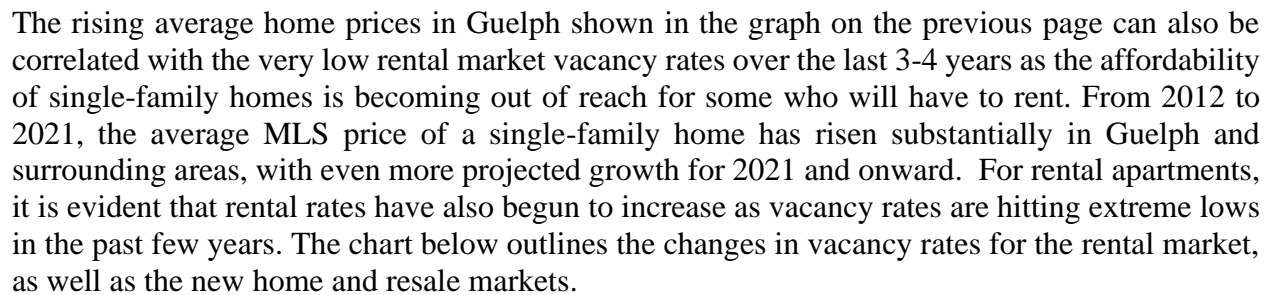 The rising average home prices in Guelph shown in the graph on the previous page can also be
correlated with the very low rental market vacancy rates over the last 3-4 years as the affordability
of single-family homes is becoming out of reach for some who will have to rent. From 2012 to
2021, the average MLS price of a single-family home has risen substantially in Guelph and
surrounding areas, with even more projected growth for 2021 and onward.  For rental apartments,
it is evident that rental rates have also begun to increase as vacancy rates are hitting extreme lows
in the past few years. The chart below outlines the changes in vacancy rates for the rental market,
as well as the new home and resale markets.